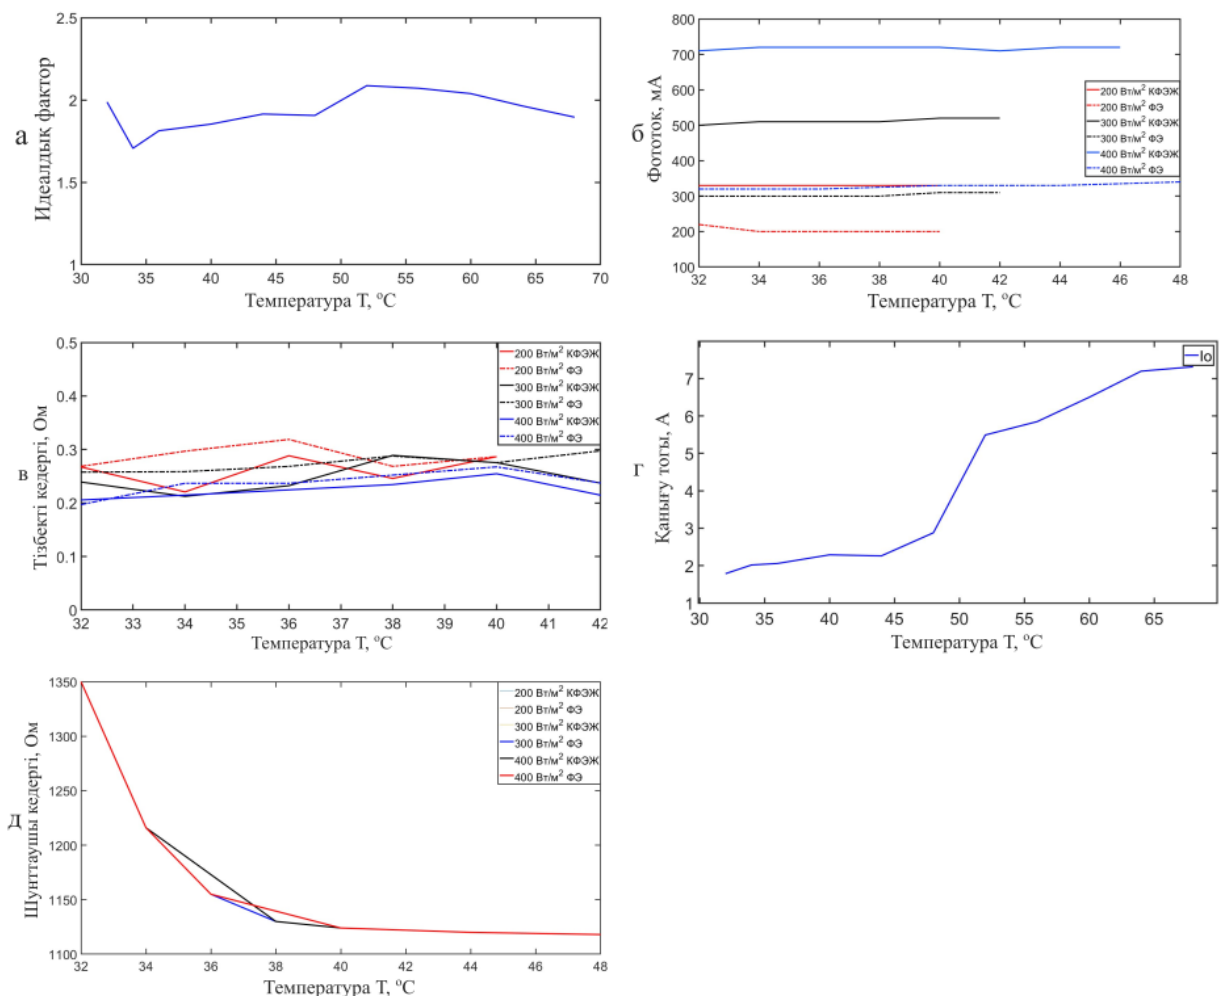 а
Идеалдық фактор
2.5
2
1.5
1
30 35 40 45 50 55 60 65 70
Температура Т, °С
б
Фототок, мА
800
700
600
500
400
300
200
100
200 Вт/м² КФЭЖ
200 Вт/м² ФЭ
300 Вт/м² КФЭЖ
300 Вт/м² ФЭ
400 Вт/м² КФЭЖ
400 Вт/м² ФЭ
32 34 36 38 40 42 44 46 48
Температура Т, °С
в
Тізбекті кедергі, Ом
0.5
0.4
0.3
0.2
0.1
0
200 Вт/м² КФЭЖ
200 Вт/м² ФЭ
300 Вт/м² КФЭЖ
300 Вт/м² ФЭ
400 Вт/м² КФЭЖ
400 Вт/м² ФЭ
32 33 34 35 36 37 38 39 40 41 42
Температура Т, °С
г
Қанығу тогы, А
7
6
5
4
3
2
1
Io
30 35 40 45 50 55 60 65
Температура Т, °С
д
Шунттаушы кедергі, Ом
1350
1300
1250
1200
1150
1100
200 Вт/м² КФЭЖ
200 Вт/м² ФЭ
300 Вт/м² КФЭЖ
300 Вт/м² ФЭ
400 Вт/м² КФЭЖ
400 Вт/м² ФЭ
32 34 36 38 40 42 44 46 48
Температура Т, °С